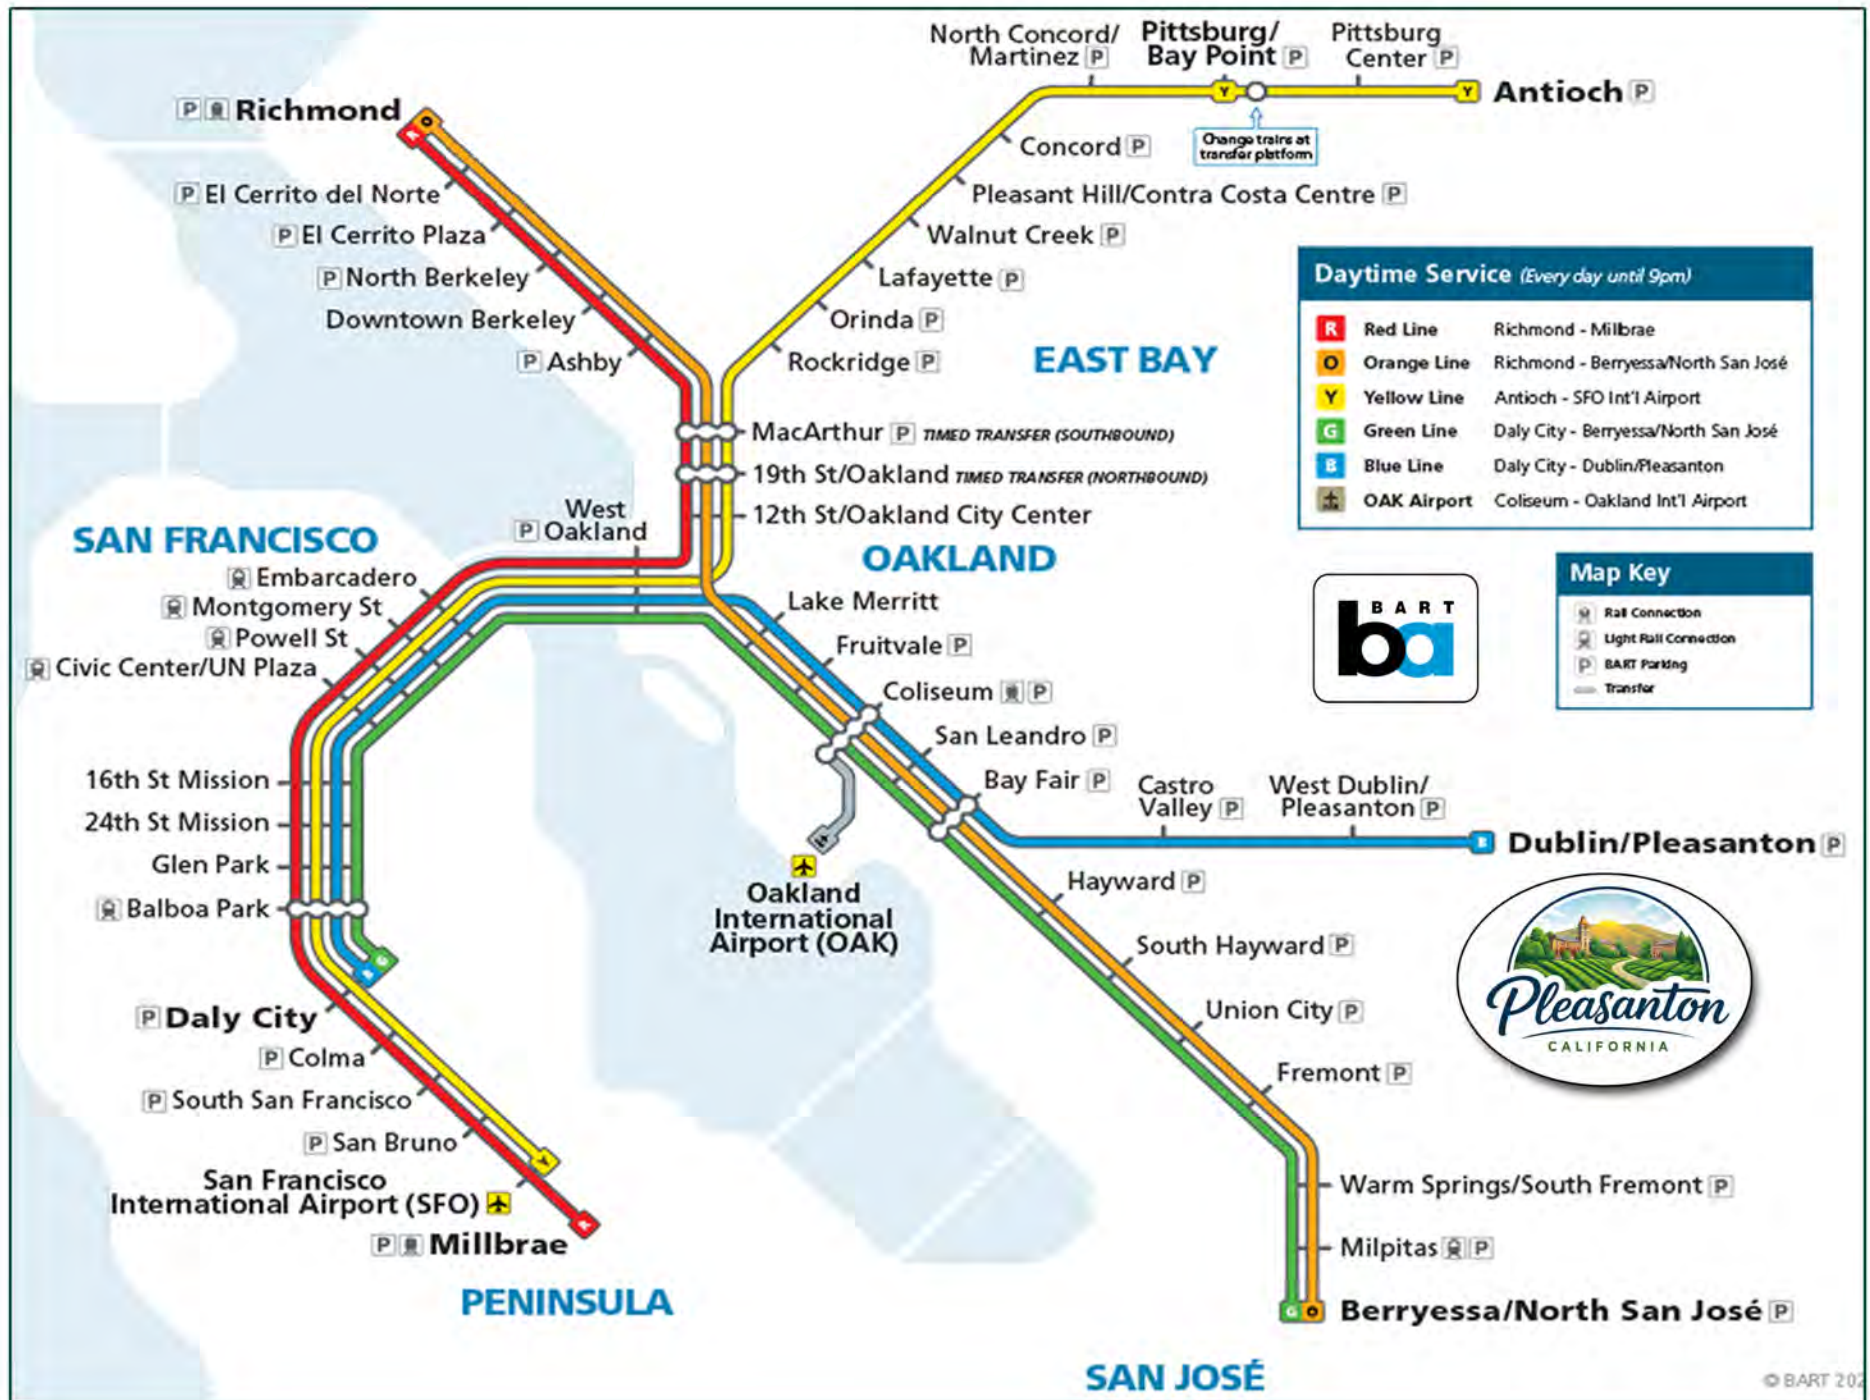 North Concord/
Martinez P
Pittsburg/
Bay Point P
Pittsburg
Center P
Y
Y
Antioch P
Change trains at
transfer platform
P Richmond
R
O
Concord P
P El Cerrito del Norte
Pleasant Hill/Contra Costa Centre P
P El Cerrito Plaza
Walnut Creek P
P North Berkeley
Lafayette P
Downtown Berkeley
Orinda P
P Ashby
Rockridge P
EAST BAY
Daytime Service (Every day until 9pm)
R Red Line Richmond - Millbrae
O Orange Line Richmond - Berryessa/North San José
Y Yellow Line Antioch - SFO Int'l Airport
G Green Line Daly City - Berryessa/North San José
B Blue Line Daly City - Dublin/Pleasanton
OAK Airport Coliseum - Oakland Int'l Airport
MacArthur P TIMED TRANSFER (SOUTHBOUND)
19th St/Oakland TIMED TRANSFER (NORTHBOUND)
12th St/Oakland City Center
West
P Oakland
SAN FRANCISCO
OAKLAND
Embarcadero
Montgomery St
Powell St
Civic Center/UN Plaza
Lake Merritt
Fruitvale P
Coliseum P
San Leandro P
Bay Fair P
Castro
Valley P
West Dublin/
Pleasanton P
B
Dublin/Pleasanton P
BART
ba
Map Key
Rail Connection
Light Rail Connection
P BART Parking
Transfer
16th St Mission
24th St Mission
Glen Park
Balboa Park
G
B
Oakland
International
Airport (OAK)
Hayward P
South Hayward P
Union City P
Fremont P
Pleasanton
CALIFORNIA
P Daly City
P Colma
P South San Francisco
P San Bruno
Y
San Francisco
International Airport (SFO)
R
P Millbrae
PENINSULA
Warm Springs/South Fremont P
Milpitas P
G O
Berryessa/North San José P
SAN JOSÉ
© BART 202